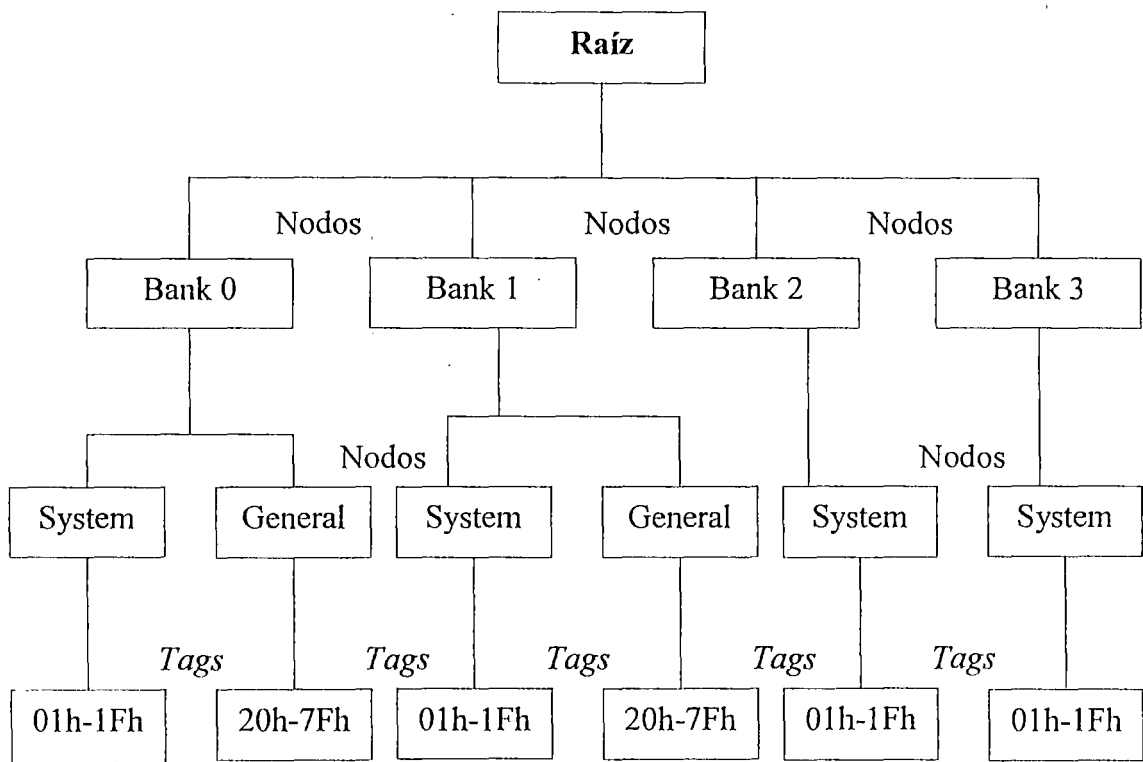 Raíz
Nodos Nodos Nodos
Bank 0 Bank 1 Bank 2 Bank 3
Nodos Nodos
System General System General System System
Tags Tags Tags Tags Tags
01h-1Fh 20h-7Fh 01h-1Fh 20h-7Fh 01h-1Fh 01h-1Fh